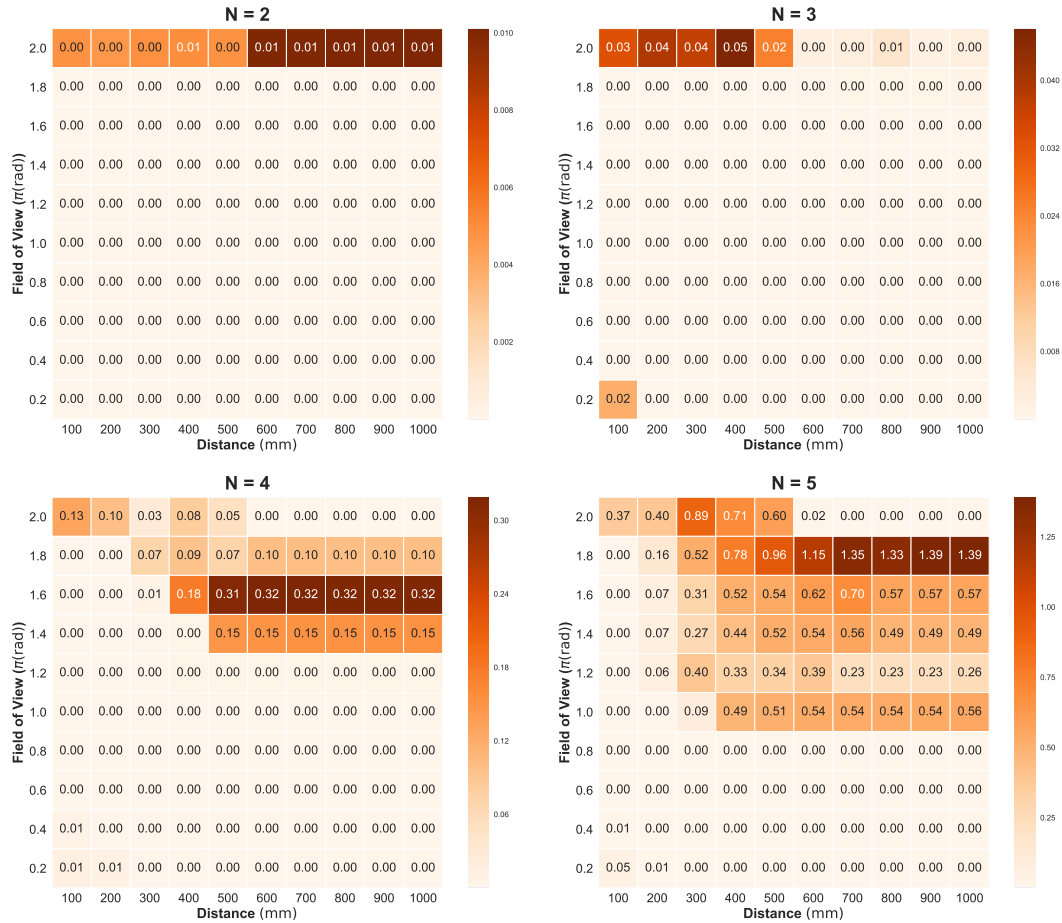 N = 2
N = 3
2.0 0.00 0.00 0.00 0.01 0.00 0.01 0.01 0.01 0.01 0.01 0.010
1.8 0.00 0.00 0.00 0.00 0.00 0.00 0.00 0.00 0.00 0.00
1.6 0.00 0.00 0.00 0.00 0.00 0.00 0.00 0.00 0.00 0.00 0.008
1.4 0.00 0.00 0.00 0.00 0.00 0.00 0.00 0.00 0.00 0.00
1.2 0.00 0.00 0.00 0.00 0.00 0.00 0.00 0.00 0.00 0.00 0.006
1.0 0.00 0.00 0.00 0.00 0.00 0.00 0.00 0.00 0.00 0.00
0.8 0.00 0.00 0.00 0.00 0.00 0.00 0.00 0.00 0.00 0.00 0.004
0.6 0.00 0.00 0.00 0.00 0.00 0.00 0.00 0.00 0.00 0.00
0.4 0.00 0.00 0.00 0.00 0.00 0.00 0.00 0.00 0.00 0.00 0.002
0.2 0.00 0.00 0.00 0.00 0.00 0.00 0.00 0.00 0.00 0.00
100 200 300 400 500 600 700 800 900 1000
Distance (mm)
Field of View (π(rad))
2.0 0.03 0.04 0.04 0.05 0.02 0.00 0.00 0.01 0.00 0.00
1.8 0.00 0.00 0.00 0.00 0.00 0.00 0.00 0.00 0.00 0.00 0.040
1.6 0.00 0.00 0.00 0.00 0.00 0.00 0.00 0.00 0.00 0.00
1.4 0.00 0.00 0.00 0.00 0.00 0.00 0.00 0.00 0.00 0.00 0.032
1.2 0.00 0.00 0.00 0.00 0.00 0.00 0.00 0.00 0.00 0.00 0.024
1.0 0.00 0.00 0.00 0.00 0.00 0.00 0.00 0.00 0.00 0.00
0.8 0.00 0.00 0.00 0.00 0.00 0.00 0.00 0.00 0.00 0.00 0.016
0.6 0.00 0.00 0.00 0.00 0.00 0.00 0.00 0.00 0.00 0.00
0.4 0.00 0.00 0.00 0.00 0.00 0.00 0.00 0.00 0.00 0.00 0.008
0.2 0.02 0.00 0.00 0.00 0.00 0.00 0.00 0.00 0.00 0.00
100 200 300 400 500 600 700 800 900 1000
Distance (mm)
Field of View (π(rad))
N = 4
N = 5
2.0 0.13 0.10 0.03 0.08 0.05 0.00 0.00 0.00 0.00 0.00 0.30
1.8 0.00 0.00 0.07 0.09 0.07 0.10 0.10 0.10 0.10 0.10
1.6 0.00 0.00 0.01 0.18 0.31 0.32 0.32 0.32 0.32 0.32 0.24
1.4 0.00 0.00 0.00 0.00 0.15 0.15 0.15 0.15 0.15 0.15
1.2 0.00 0.00 0.00 0.00 0.00 0.00 0.00 0.00 0.00 0.00 0.18
1.0 0.00 0.00 0.00 0.00 0.00 0.00 0.00 0.00 0.00 0.00
0.8 0.00 0.00 0.00 0.00 0.00 0.00 0.00 0.00 0.00 0.00 0.12
0.6 0.00 0.00 0.00 0.00 0.00 0.00 0.00 0.00 0.00 0.00
0.4 0.01 0.00 0.00 0.00 0.00 0.00 0.00 0.00 0.00 0.00 0.06
0.2 0.01 0.01 0.00 0.00 0.00 0.00 0.00 0.00 0.00 0.00
100 200 300 400 500 600 700 800 900 1000
Distance (mm)
Field of View (π(rad))
2.0 0.37 0.40 0.89 0.71 0.60 0.02 0.00 0.00 0.00 0.00 1.25
1.8 0.00 0.16 0.52 0.78 0.96 1.15 1.35 1.33 1.39 1.39
1.6 0.00 0.07 0.31 0.52 0.54 0.62 0.70 0.57 0.57 0.57 1.00
1.4 0.00 0.07 0.27 0.44 0.52 0.54 0.56 0.49 0.49 0.49
1.2 0.00 0.06 0.40 0.33 0.34 0.39 0.23 0.23 0.23 0.26 0.75
1.0 0.00 0.00 0.09 0.49 0.51 0.54 0.54 0.54 0.54 0.56
0.8 0.00 0.00 0.00 0.00 0.00 0.00 0.00 0.00 0.00 0.00 0.50
0.6 0.00 0.00 0.00 0.00 0.00 0.00 0.00 0.00 0.00 0.00
0.4 0.01 0.00 0.00 0.00 0.00 0.00 0.00 0.00 0.00 0.00 0.25
0.2 0.05 0.01 0.00 0.00 0.00 0.00 0.00 0.00 0.00 0.00
100 200 300 400 500 600 700 800 900 1000
Distance (mm)
Field of View (π(rad))